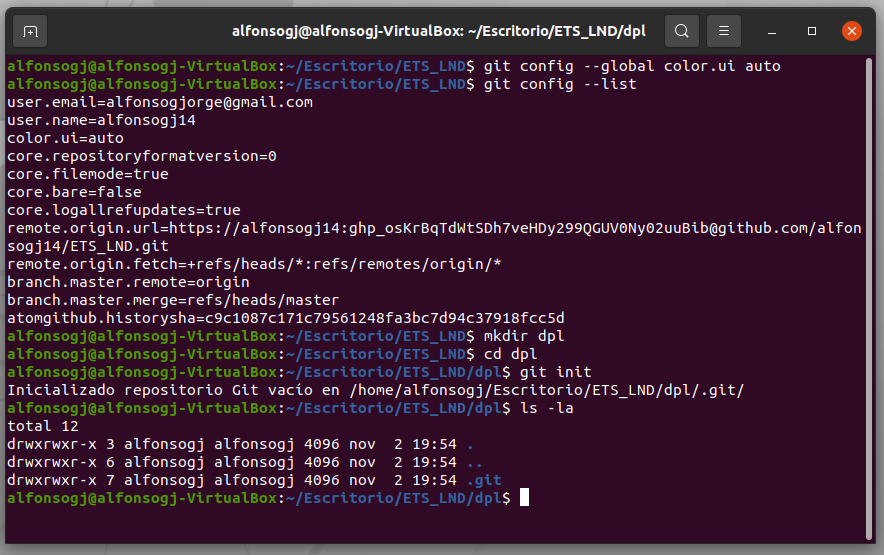 alfonsogj@alfonsogj-VirtualBox: ~/Escritorio/ETS_LND/dpl
alfonsogj@alfonsogj-VirtualBox:~/Escritorio/ETS_LND$ git config --global color.ui auto
alfonsogj@alfonsogj-VirtualBox:~/Escritorio/ETS_LND$ git config --list
user.email=alfonsogjorge@gmail.com
user.name=alfonsogj14
color.ui=auto
core.repositoryformatversion=0
core.filemode=true
core.bare=false
core.logallrefupdates=true
remote.origin.url=https://alfonsogj14: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@github.com/alfon
sogj14/ETS_LND.git
remote.origin.fetch=+refs/heads/*:refs/remotes/origin/*
branch.master.remote=origin
branch.master.merge=refs/heads/master
atomgithub.historysha=c9c1087c171c79561248fa3bc7d94c37918fcc5d
alfonsogj@alfonsogj-VirtualBox:~/Escritorio/ETS_LND$ mkdir dpl
alfonsogj@alfonsogj-VirtualBox:~/Escritorio/ETS_LND$ cd dpl
alfonsogj@alfonsogj-VirtualBox:~/Escritorio/ETS_LND/dpl$ git init
Inicializado repositorio Git vacío en /home/alfonsogj/Escritorio/ETS_LND/dpl/.git/
alfonsogj@alfonsogj-VirtualBox:~/Escritorio/ETS_LND/dpl$ ls -la
total 12
drwxrwxr-x 3 alfonsogj alfonsogj 4096 nov  2 19:54 .
drwxrwxr-x 6 alfonsogj alfonsogj 4096 nov  2 19:54 ..
drwxrwxr-x 7 alfonsogj alfonsogj 4096 nov  2 19:54 .git
alfonsogj@alfonsogj-VirtualBox:~/Escritorio/ETS_LND/dpl$